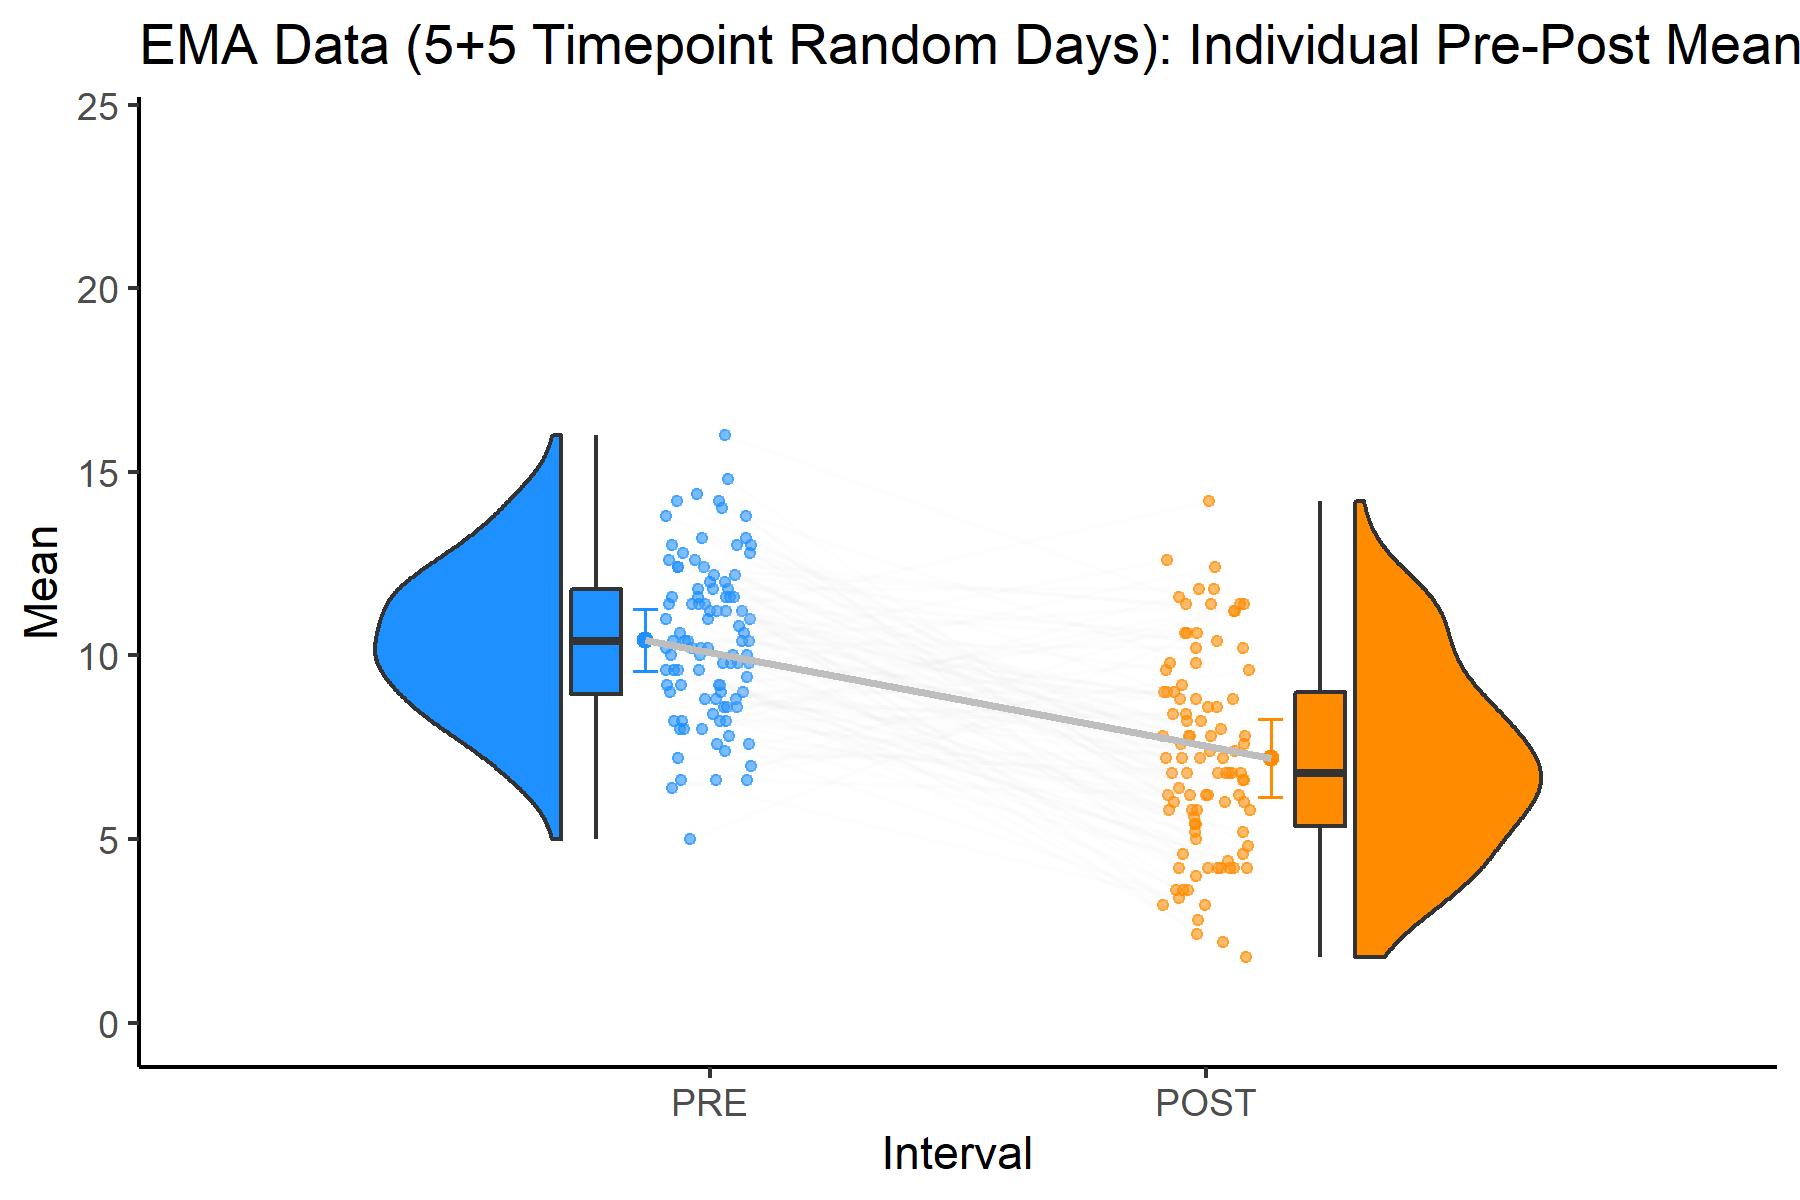 EMA Data (5+5 Timepoint Random Days): Individual Pre-Post Mean
25
20
15
10
5
0
Mean
PRE
POST
Interval